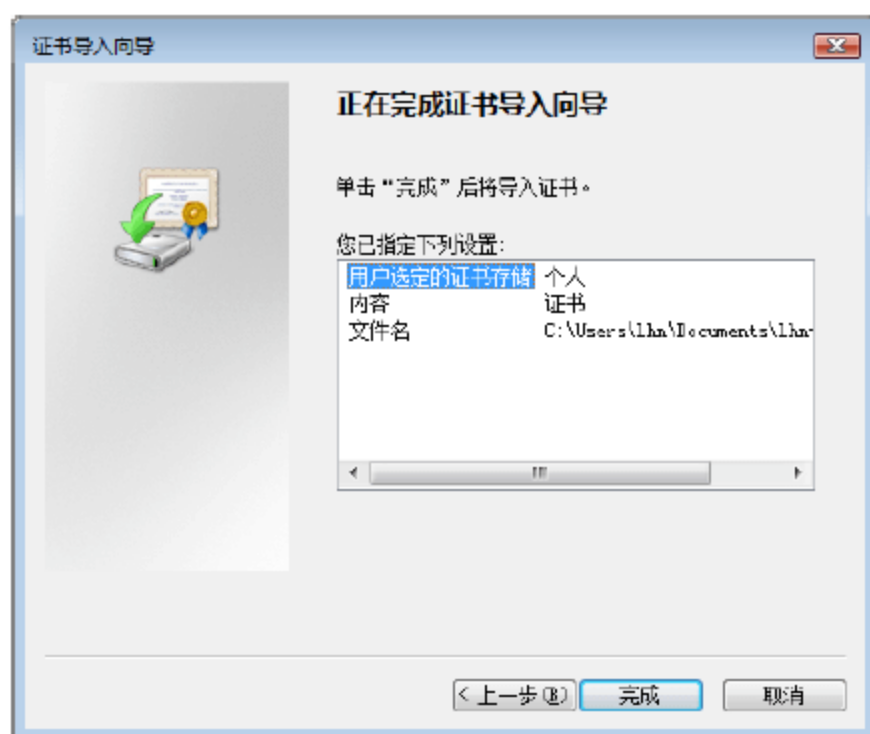 证书导入向导
正在完成证书导入向导
单击“完成”后将导入证书。
您已指定下列设置:
用户选定的证书存储 个人
内容 证书
文件名 C:\Users\lhn\Documents\lhn
< 上一步(B)
完成
取消